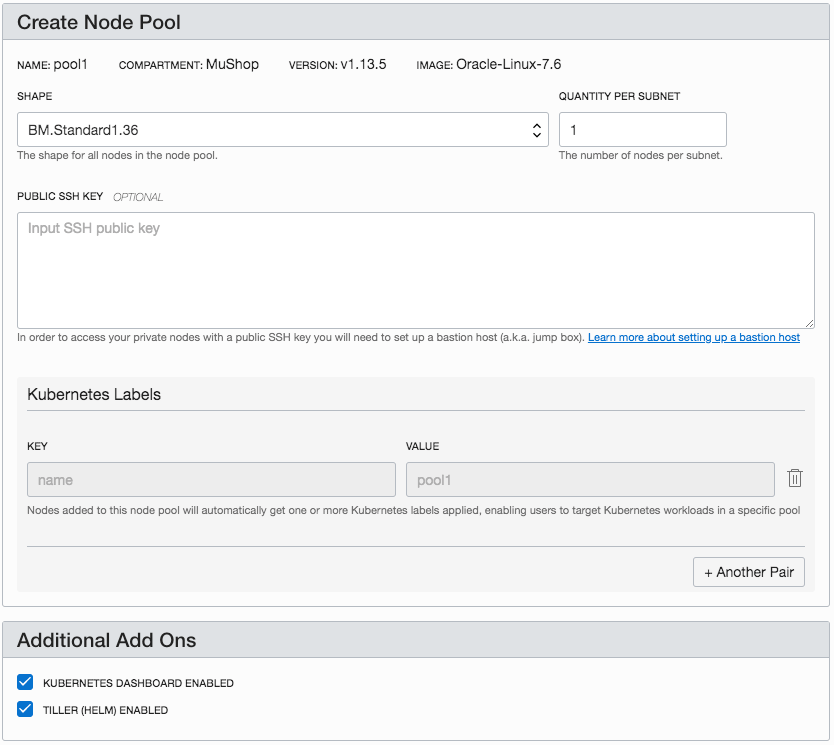 Create Node Pool
NAME: pool1 COMPARTMENT: MuShop VERSION: v1.13.5 IMAGE: Oracle-Linux-7.6
SHAPE QUANTITY PER SUBNET
BM.Standard1.36 1
The shape for all nodes in the node pool. The number of nodes per subnet.
PUBLIC SSH KEY OPTIONAL
Input SSH public key
In order to access your private nodes with a public SSH key you will need to set up a bastion host (a.k.a. jump box). Learn more about setting up a bastion host
Kubernetes Labels
KEY VALUE
name pool1
Nodes added to this node pool will automatically get one or more Kubernetes labels applied, enabling users to target Kubernetes workloads in a specific pool
+ Another Pair
Additional Add Ons
KUBERNETES DASHBOARD ENABLED
TILLER (HELM) ENABLED